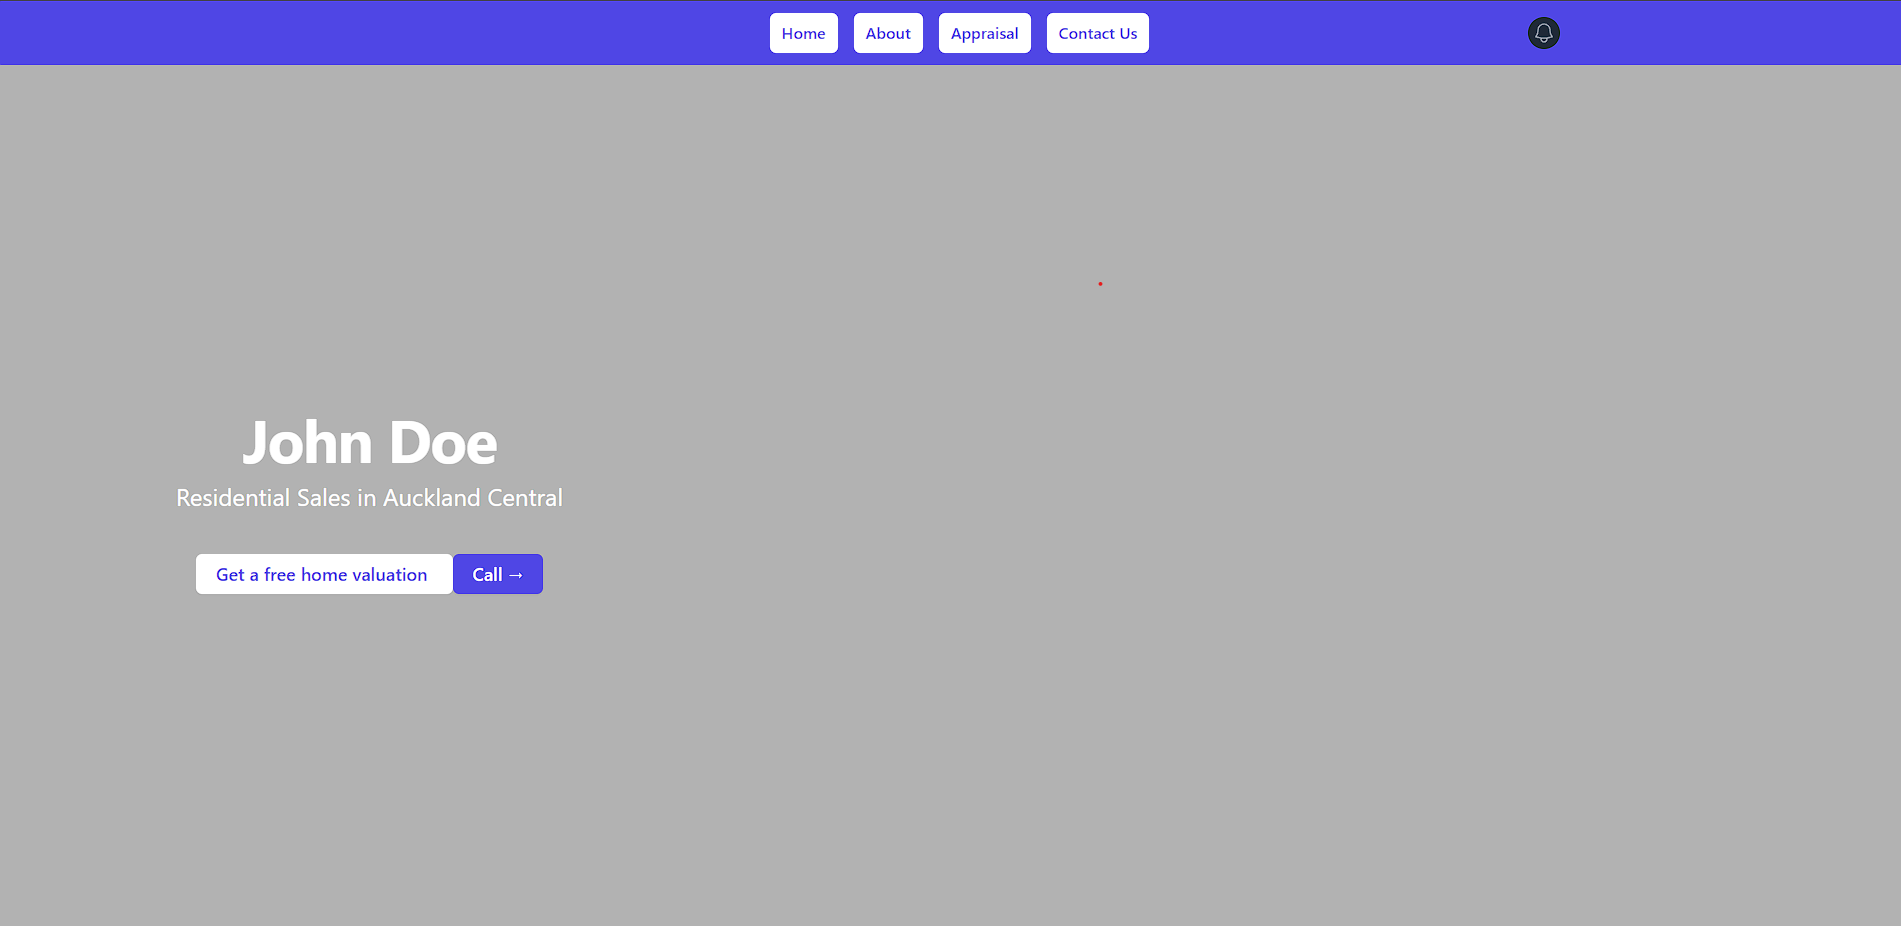 Home About Appraisal Contact Us
John Doe
Residential Sales in Auckland Central
Get a free home valuation Call →